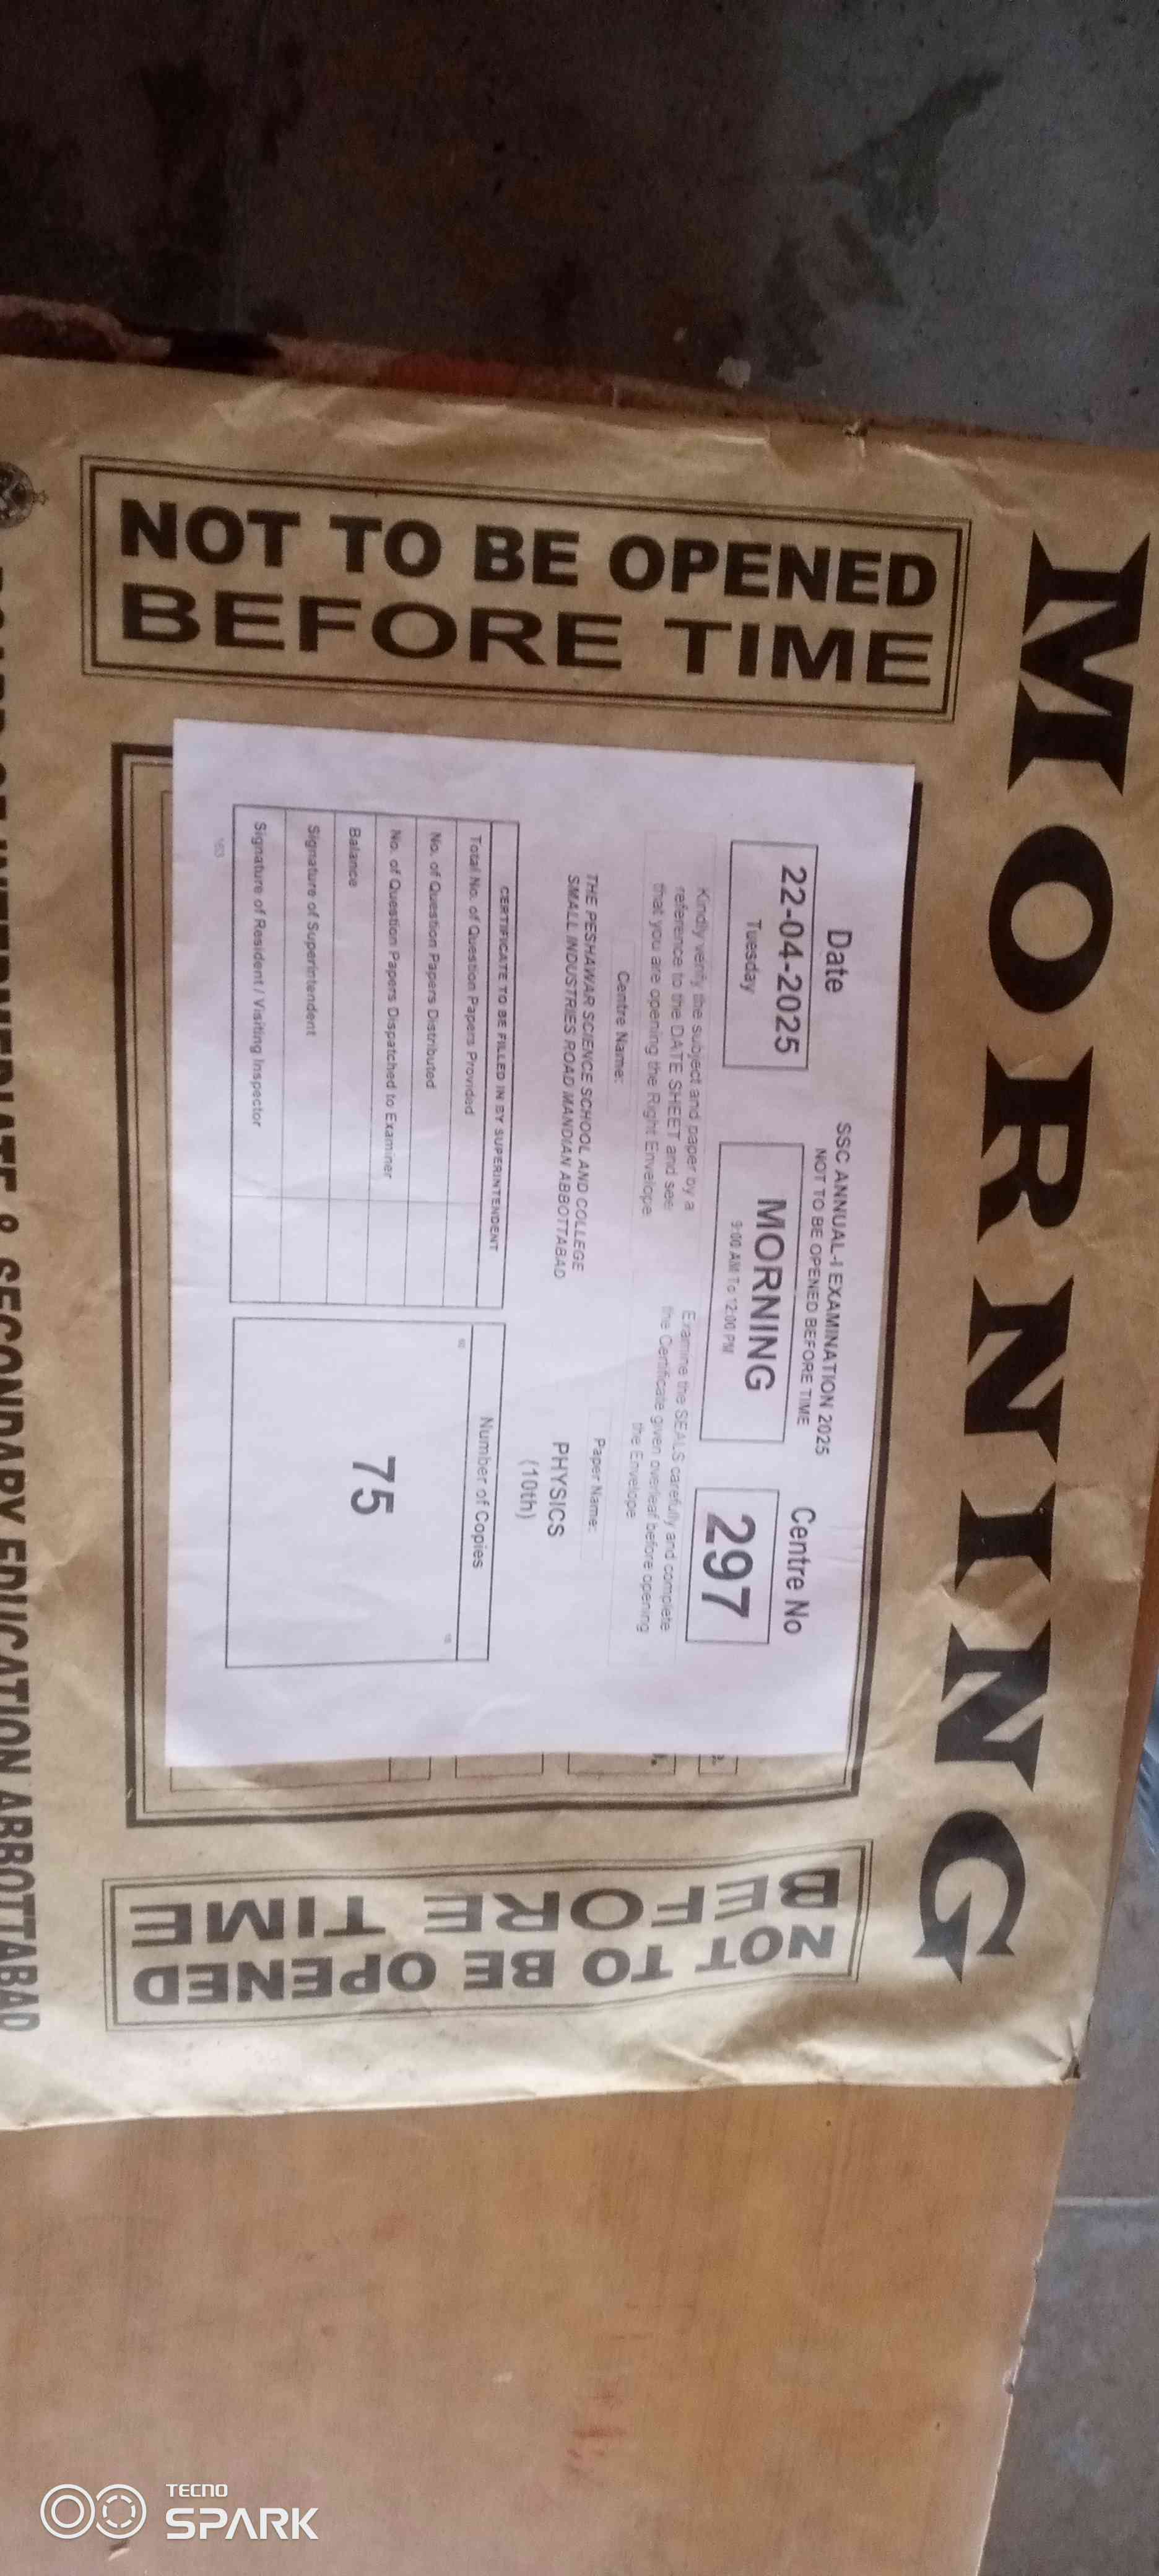 MORNING
NOT TO BE OPENED
BEFORE TIME
SSC ANNUAL-I EXAMINATION 2025
NOT TO BE OPENED BEFORE TIME
Date
22-04-2025
Tuesday
MORNING
9:00 AM To 12:00 PM
Centre No
297
Kindly verify the subject and paper by a
reference to the DATE SHEET and see
that you are opening the Right Envelope.
Examine the SEALS carefully and complete
the Certificate given overleaf before opening
the Envelope
Centre Name:
THE PESHAWAR SCIENCE SCHOOL AND COLLEGE
SMALL INDUSTRIES ROAD MANDIAN ABBOTTABAD
Paper Name:
PHYSICS
(10th)
CERTIFICATE TO BE FILLED IN BY SUPERINTENDENT
Total No. of Question Papers Provided
No. of Question Papers Distributed
No. of Question Papers Dispatched to Examiner
Balance
Signature of Superintendent
Signature of Resident / Visiting Inspector
Number of Copies
75
NOT TO BE OPENED
BEFORE TIME
BOARD OF INTERMEDIATE & SECONDARY EDUCATION ABBOTTABAD
TECNO
SPARK